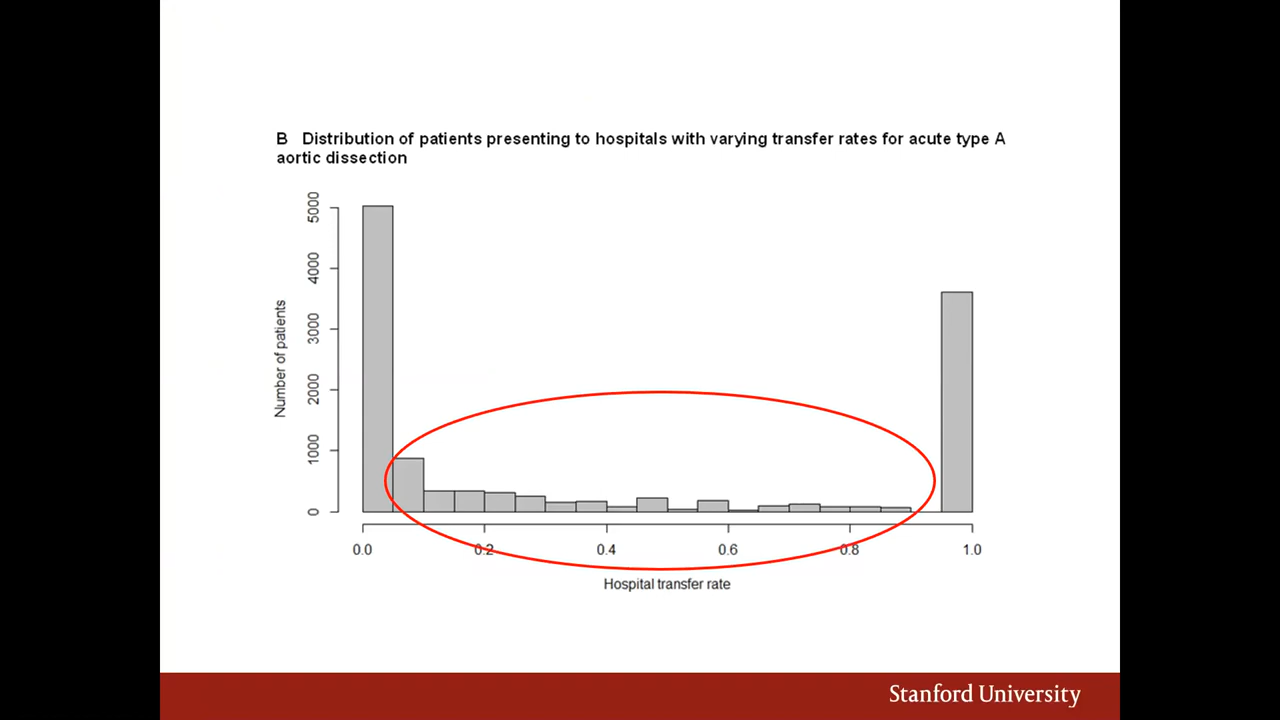 B Distribution of patients presenting to hospitals with varying transfer rates for acute type A
aortic dissection
5000
4000
3000
2000
1000
0
Number of patients
0.0 0.2 0.4 0.6 0.8 1.0
Hospital transfer rate
Stanford University